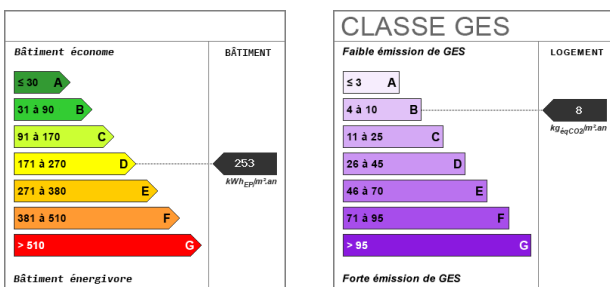 Bâtiment économe
BÂTIMENT
≤ 30 A
31 à 90 B
91 à 170 C
171 à 270 D
253
kWhEP/m².an
271 à 380 E
381 à 510 F
> 510 G
Bâtiment énergivore
CLASSE GES
Faible émission de GES
LOGEMENT
≤ 3 A
4 à 10 B
8
kgéqCO2/m².an
11 à 25 C
26 à 45 D
46 à 70 E
71 à 95 F
> 95 G
Forte émission de GES